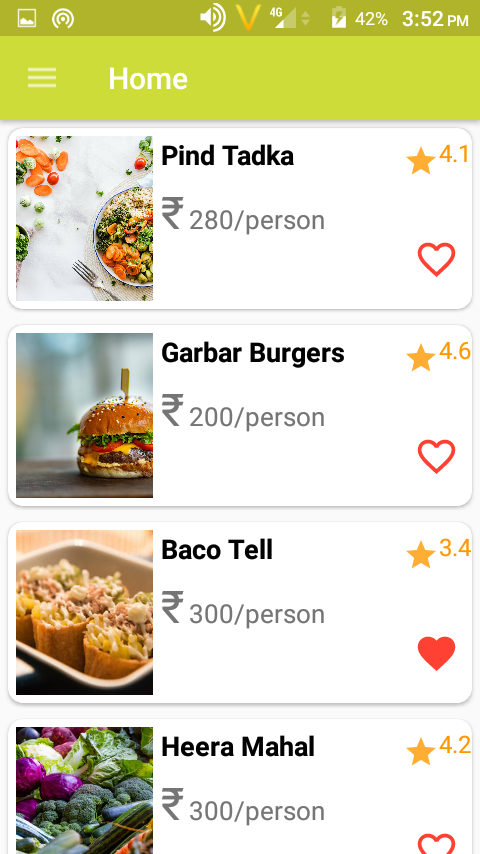 4G 42% 3:52 PM
Home
Pind Tadka 4.1
₹ 280/person
Garbar Burgers 4.6
₹ 200/person
Baco Tell 3.4
₹ 300/person
Heera Mahal 4.2
₹ 300/person